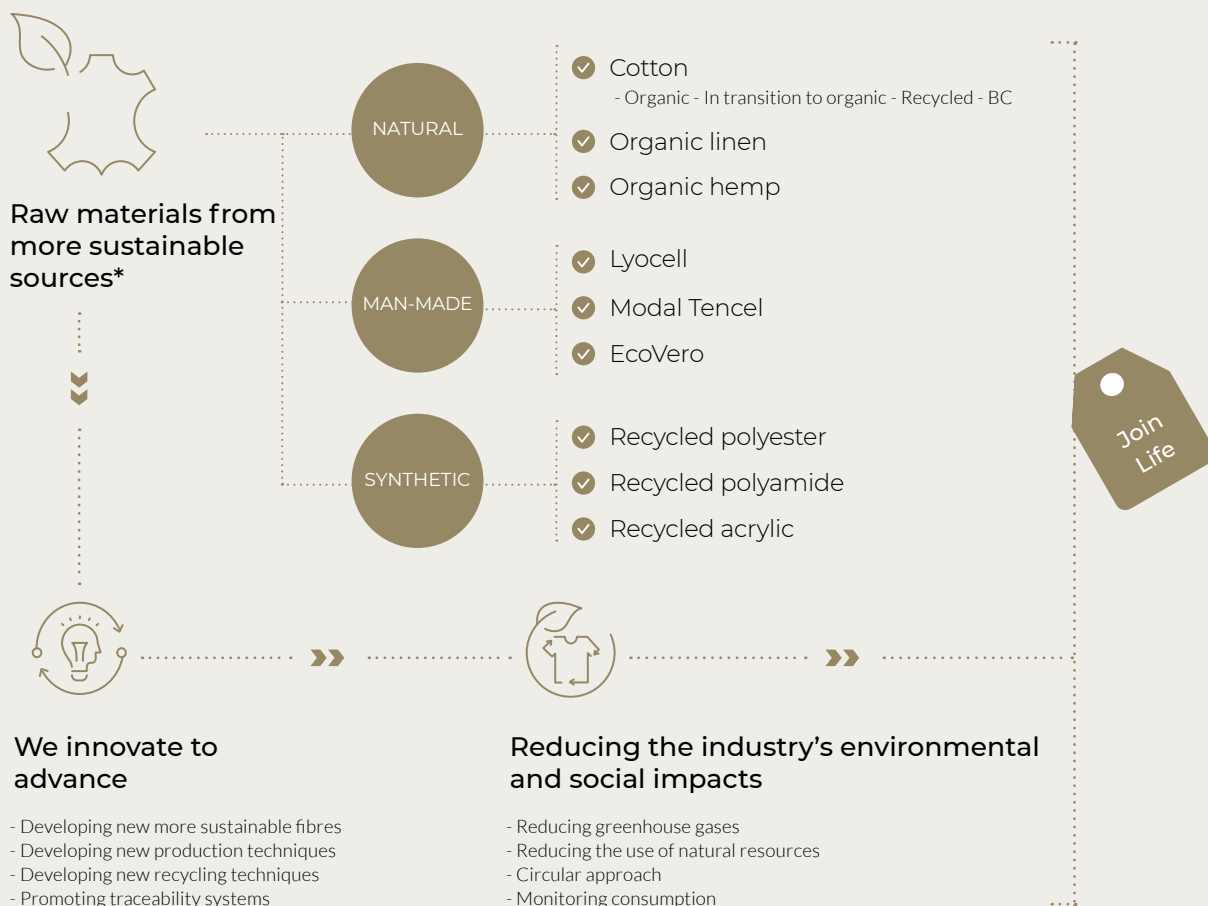 Raw materials from
more sustainable
sources*
NATURAL
Cotton
- Organic - In transition to organic - Recycled - BC
Organic linen
Organic hemp
MAN-MADE
Lyocell
Modal Tencel
EcoVero
SYNTHETIC
Recycled polyester
Recycled polyamide
Recycled acrylic
Join
Life
We innovate to
advance
- Developing new more sustainable fibres
- Developing new production techniques
- Developing new recycling techniques
- Promoting traceability systems
Reducing the industry’s environmental
and social impacts
- Reducing greenhouse gases
- Reducing the use of natural resources
- Circular approach
- Monitoring consumption